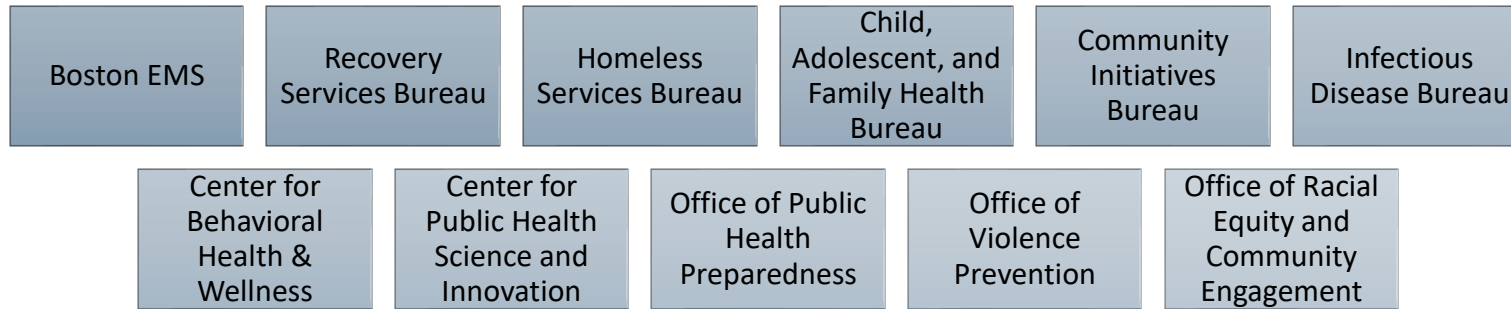 Boston EMS
Recovery
Services Bureau
Homeless
Services Bureau
Child,
Adolescent, and
Family Health
Bureau
Community
Initiatives
Bureau
Infectious
Disease Bureau
Center for
Behavioral
Health &
Wellness
Center for
Public Health
Science and
Innovation
Office of Public
Health
Preparedness
Office of
Violence
Prevention
Office of Racial
Equity and
Community
Engagement